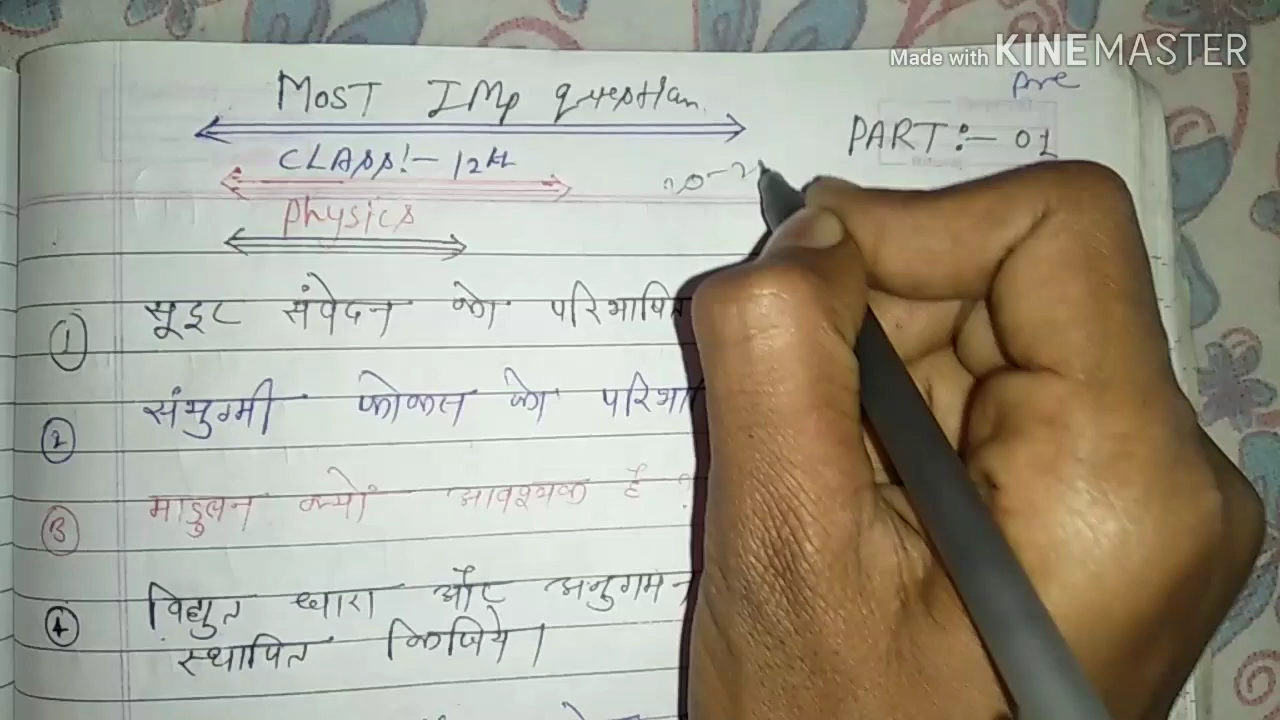 Made with KINEMASTER
MOST IMp question
PART:- 01
CLASS:- 12th
Physics
① सूइट संवेदन को परिभाषित
② संयुग्मी फोकस को परिभा
③ माडुलन क्यों आवश्यक है ?
④ विद्युत धारा और अनुगमन
स्थापित किजिये।